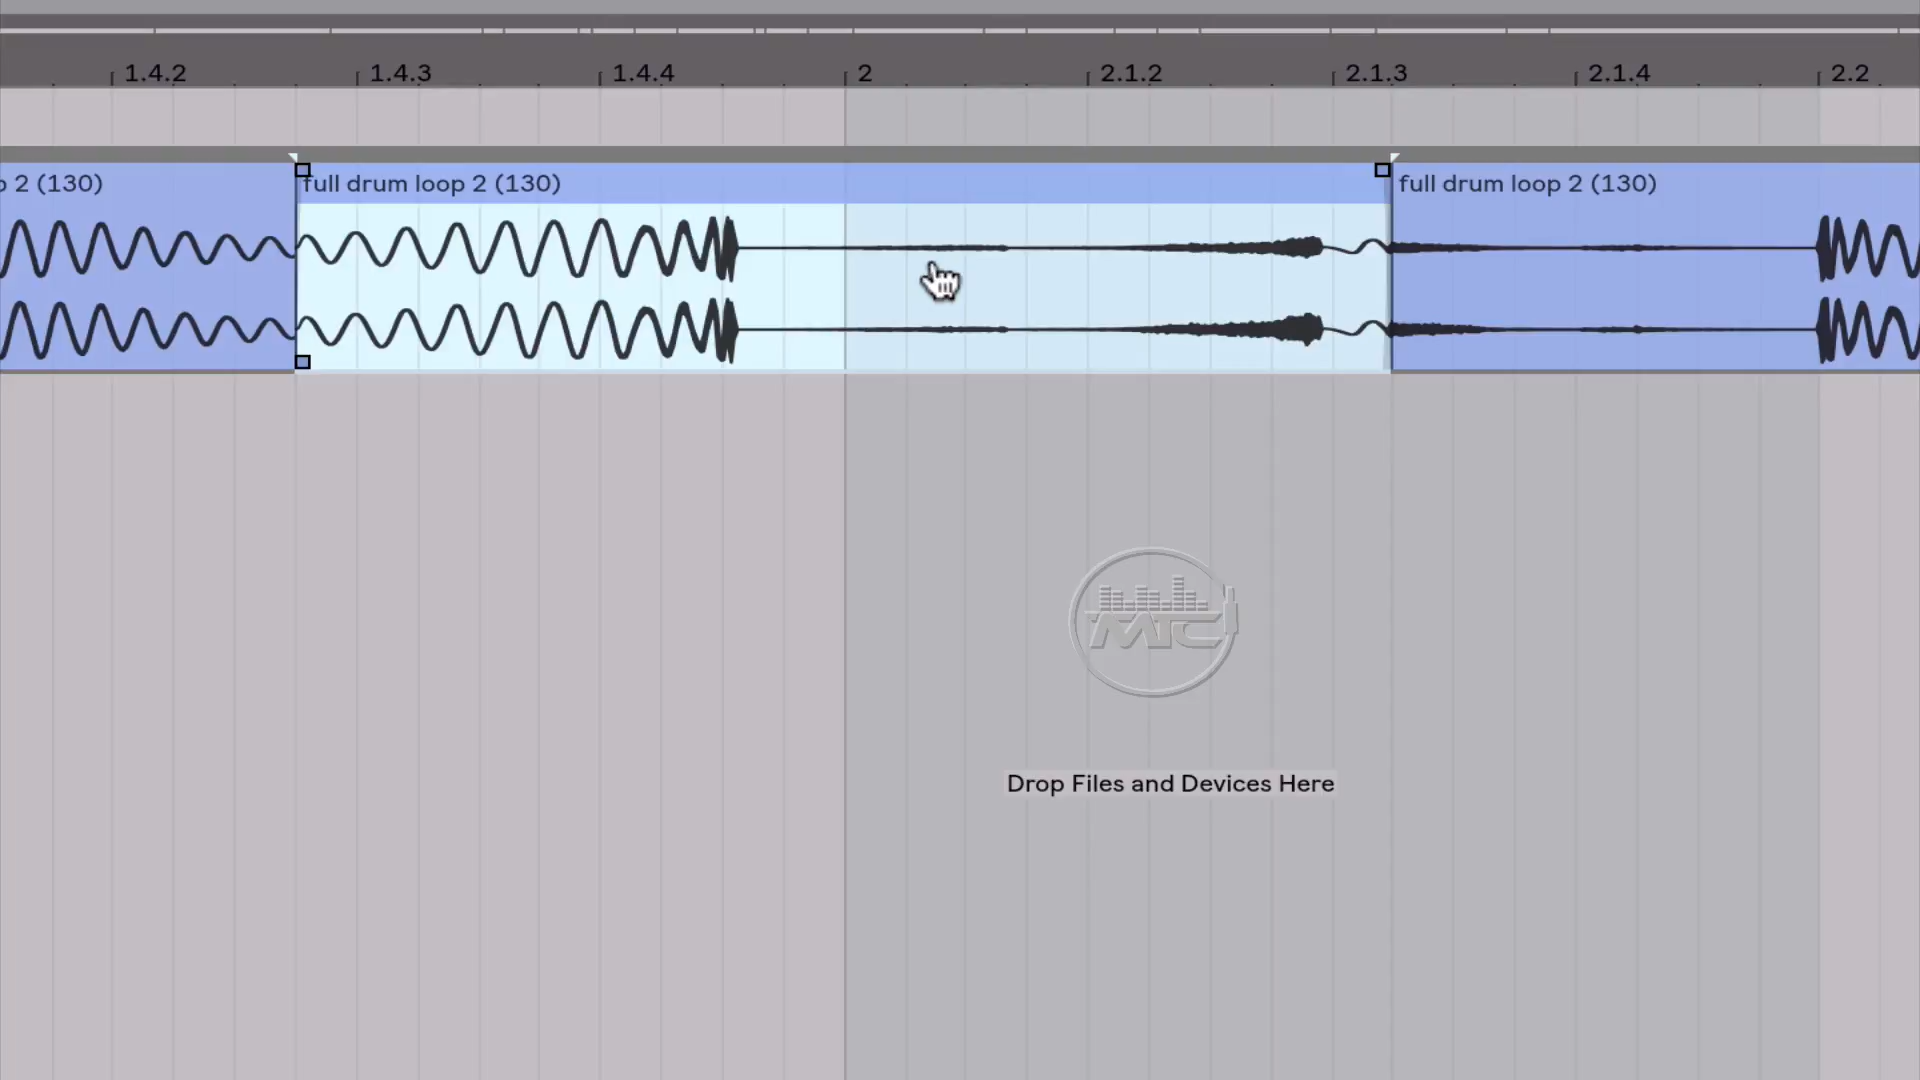 1.4.2 1.4.3 1.4.4 2 2.1.2 2.1.3 2.1.4 2.2
2 (130) full drum loop 2 (130) full drum loop 2 (130)
MTC
Drop Files and Devices Here